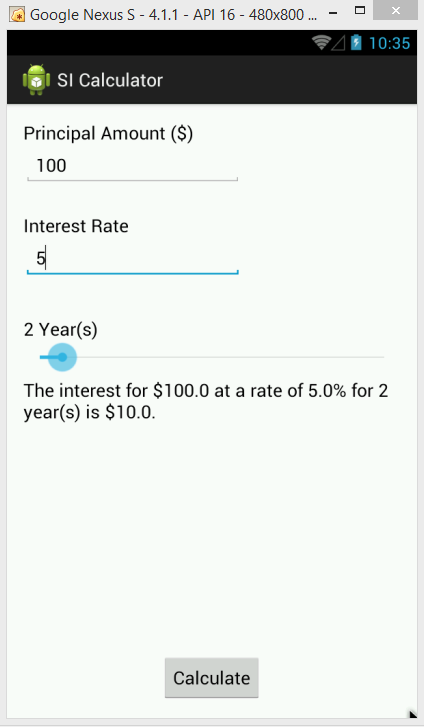 Google Nexus S - 4.1.1 - API 16 - 480x800 ...
10:35
SI Calculator
Principal Amount ($)
100
Interest Rate
5
2 Year(s)
The interest for $100.0 at a rate of 5.0% for 2
year(s) is $10.0.
Calculate